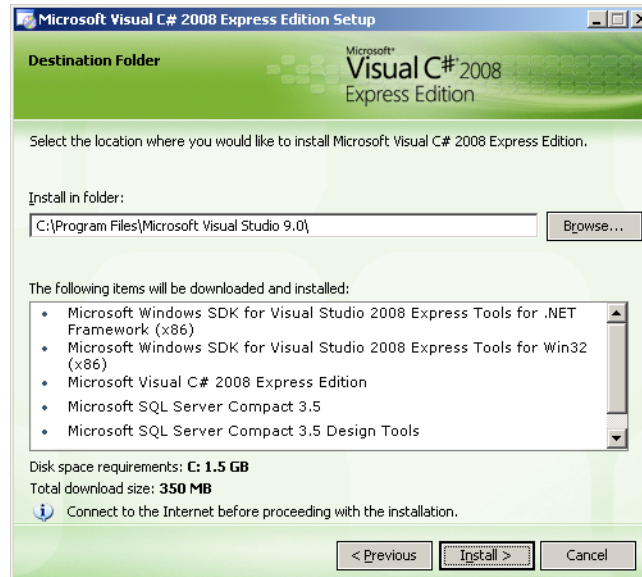 Microsoft Visual C# 2008 Express Edition Setup
Destination Folder
Microsoft®
Visual C#® 2008
Express Edition
Select the location where you would like to install Microsoft Visual C# 2008 Express Edition.
Install in folder:
C:\Program Files\Microsoft Visual Studio 9.0\
Browse...
The following items will be downloaded and installed:
• Microsoft Windows SDK for Visual Studio 2008 Express Tools for .NET
Framework (x86)
• Microsoft Windows SDK for Visual Studio 2008 Express Tools for Win32
(x86)
• Microsoft Visual C# 2008 Express Edition
• Microsoft SQL Server Compact 3.5
• Microsoft SQL Server Compact 3.5 Design Tools
Disk space requirements: C: 1.5 GB
Total download size: 350 MB
Connect to the Internet before proceeding with the installation.
< Previous
Install >
Cancel